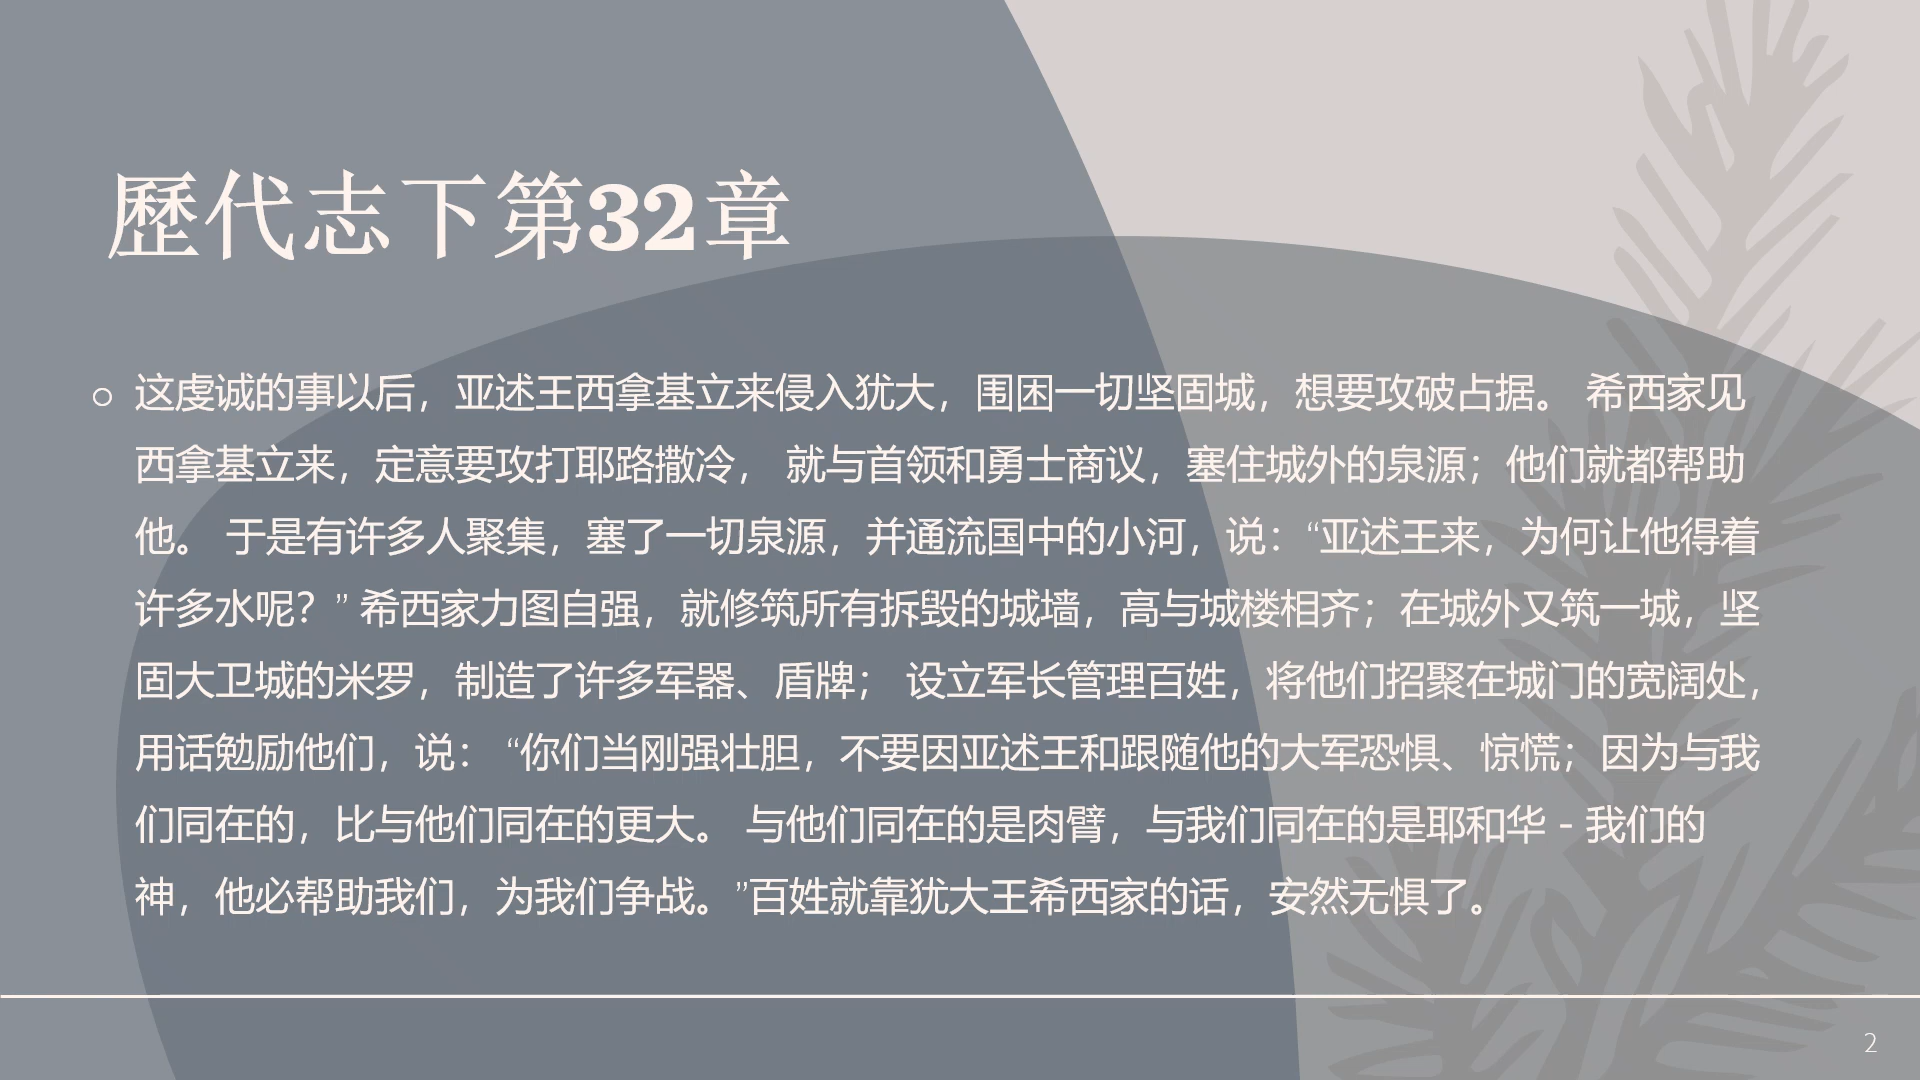 歷代志下第32章
○ 这虔诚的事以后，亚述王西拿基立来侵入犹大，围困一切坚固城，想要攻破占据。 希西家见
西拿基立来，定意要攻打耶路撒冷， 就与首领和勇士商议，塞住城外的泉源；他们就都帮助
他。 于是有许多人聚集，塞了一切泉源，并通流国中的小河，说：“亚述王来，为何让他得着
许多水呢？” 希西家力图自强，就修筑所有拆毁的城墙，高与城楼相齐；在城外又筑一城，坚
固大卫城的米罗，制造了许多军器、盾牌； 设立军长管理百姓，将他们招聚在城门的宽阔处，
用话勉励他们，说： “你们当刚强壮胆，不要因亚述王和跟随他的大军恐惧、惊慌；因为与我
们同在的，比与他们同在的更大。 与他们同在的是肉臂，与我们同在的是耶和华－我们的
神，他必帮助我们，为我们争战。”百姓就靠犹大王希西家的话，安然无惧了。
2